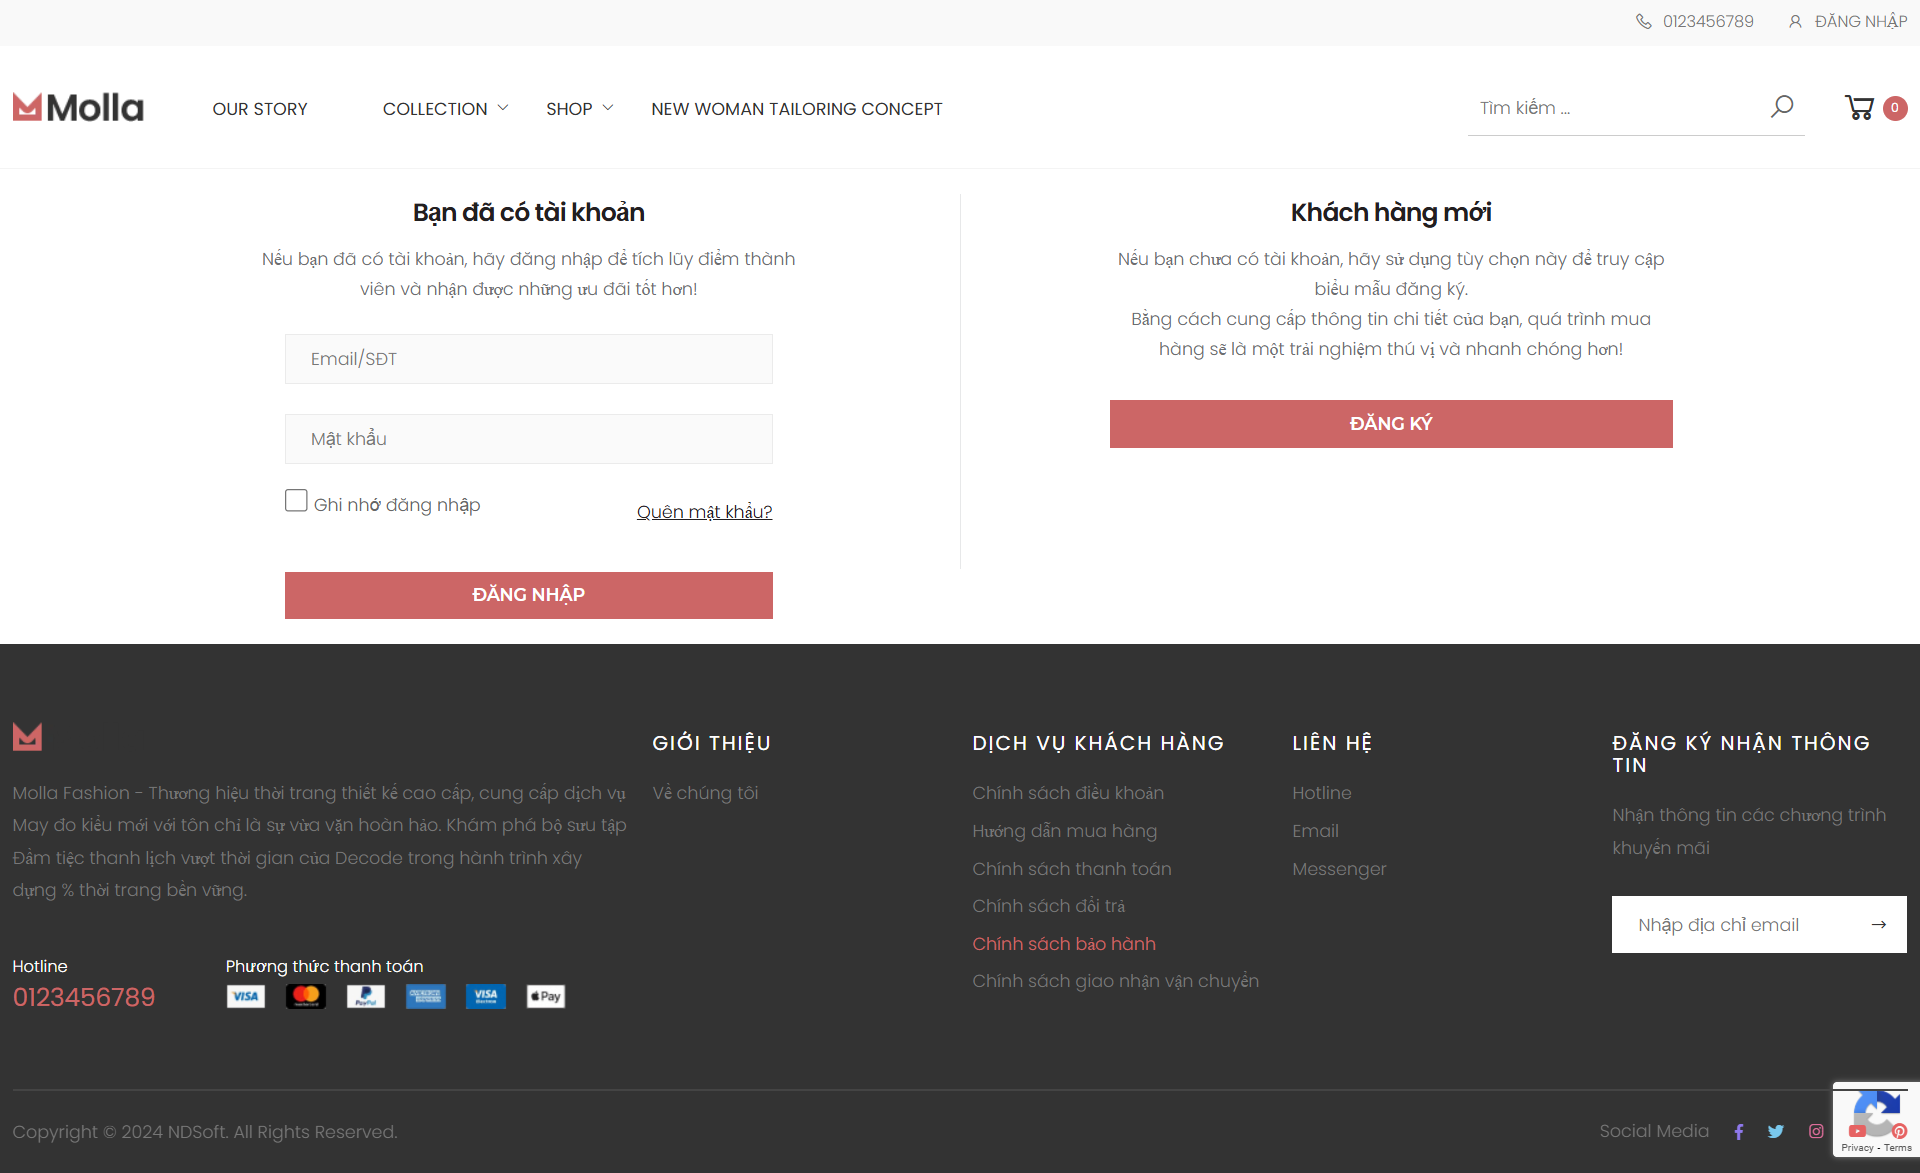 0123456789
ĐĂNG NHẬP
Molla
OUR STORY
COLLECTION
SHOP
NEW WOMAN TAILORING CONCEPT
Tìm kiếm ...
0
Bạn đã có tài khoản
Nếu bạn đã có tài khoản, hãy đăng nhập để tích lũy điểm thành
viên và nhận được những ưu đãi tốt hơn!
Email/SĐT
Mật khẩu
Ghi nhớ đăng nhập
Quên mật khẩu?
ĐĂNG NHẬP
Khách hàng mới
Nếu bạn chưa có tài khoản, hãy sử dụng tùy chọn này để truy cập
biểu mẫu đăng ký.
Bằng cách cung cấp thông tin chi tiết của bạn, quá trình mua
hàng sẽ là một trải nghiệm thú vị và nhanh chóng hơn!
ĐĂNG KÝ
Molla Fashion - Thương hiệu thời trang thiết kế cao cấp, cung cấp dịch vụ
May đo kiểu mới với tôn chỉ là sự vừa vặn hoàn hảo. Khám phá bộ sưu tập
Đầm tiệc thanh lịch vượt thời gian của Decode trong hành trình xây
dựng % thời trang bền vững.
Hotline
0123456789
Phương thức thanh toán
VISA
PayPal
VISA
Pay
GIỚI THIỆU
Về chúng tôi
DỊCH VỤ KHÁCH HÀNG
Chính sách điều khoản
Hướng dẫn mua hàng
Chính sách thanh toán
Chính sách đổi trả
Chính sách bảo hành
Chính sách giao nhận vận chuyển
LIÊN HỆ
Hotline
Email
Messenger
ĐĂNG KÝ NHẬN THÔNG
TIN
Nhận thông tin các chương trình
khuyến mãi
Nhập địa chỉ email
Copyright © 2024 NDSoft. All Rights Reserved.
Social Media
Privacy - Terms